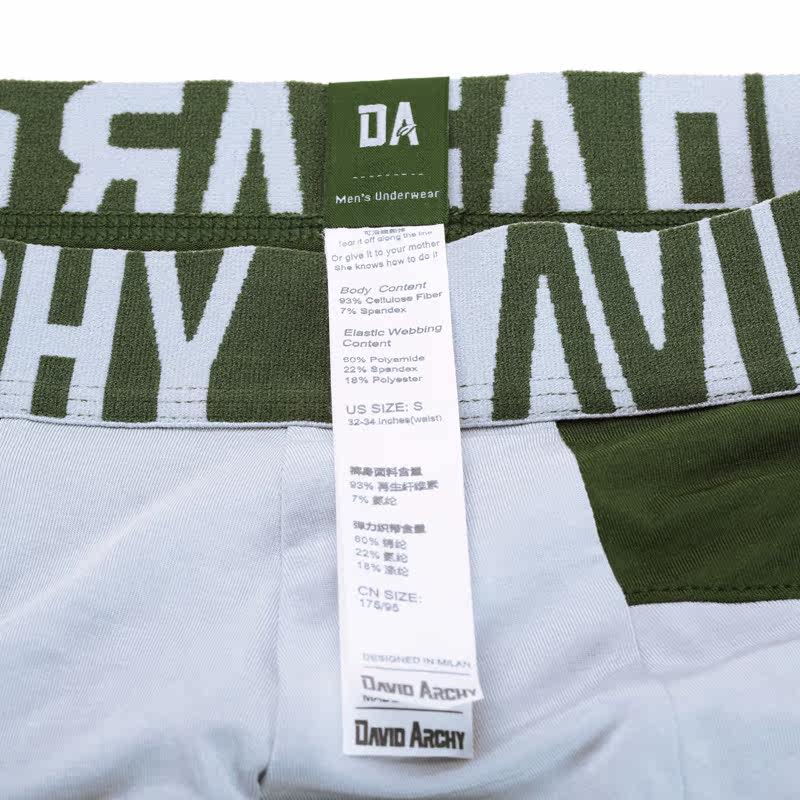 DA
Men's Underwear
Tear it off along the line
Or give it to your mother
She knows how to do it
Body Content
93% Cellulose Fiber
7% Spandex
Elastic Webbing
Content
60% Polyamide
22% Spandex
18% Polyester
US SIZE: S
32-34 inches(waist)
裤身面料含量
93% 再生纤维素
7% 氨纶
弹力织带含量
60% 锦纶
22% 氨纶
18% 涤纶
CN SIZE:
175/95
DESIGNED IN MILAN
DAVID ARCHY
DAVID ARCHY
HY
AVI